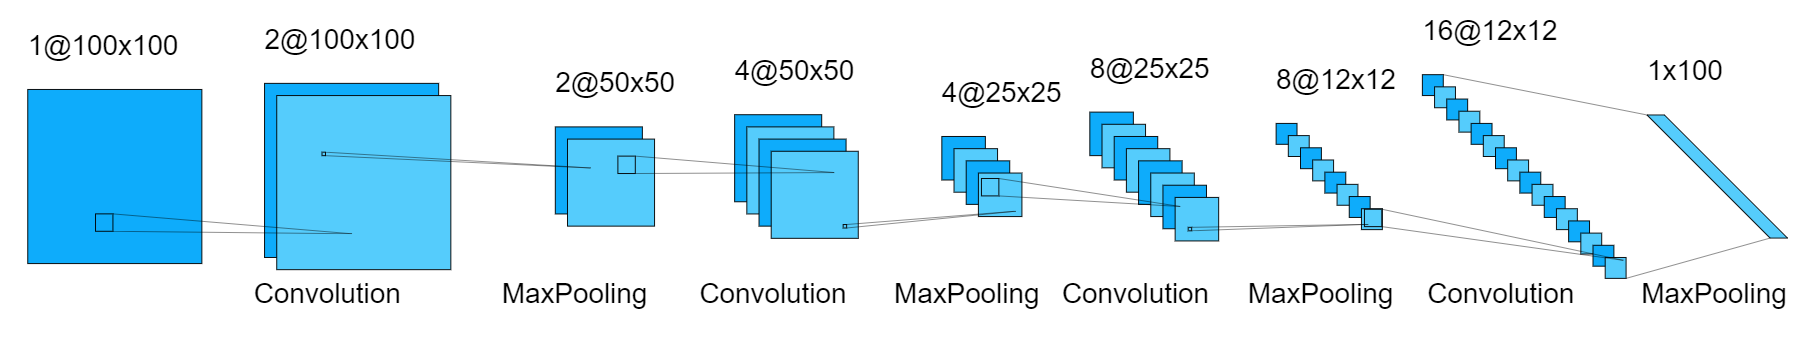 1@100x100
2@100x100
2@50x50
4@50x50
4@25x25
8@25x25
8@12x12
16@12x12
1x100
Convolution
MaxPooling
Convolution
MaxPooling
Convolution
MaxPooling
Convolution
MaxPooling